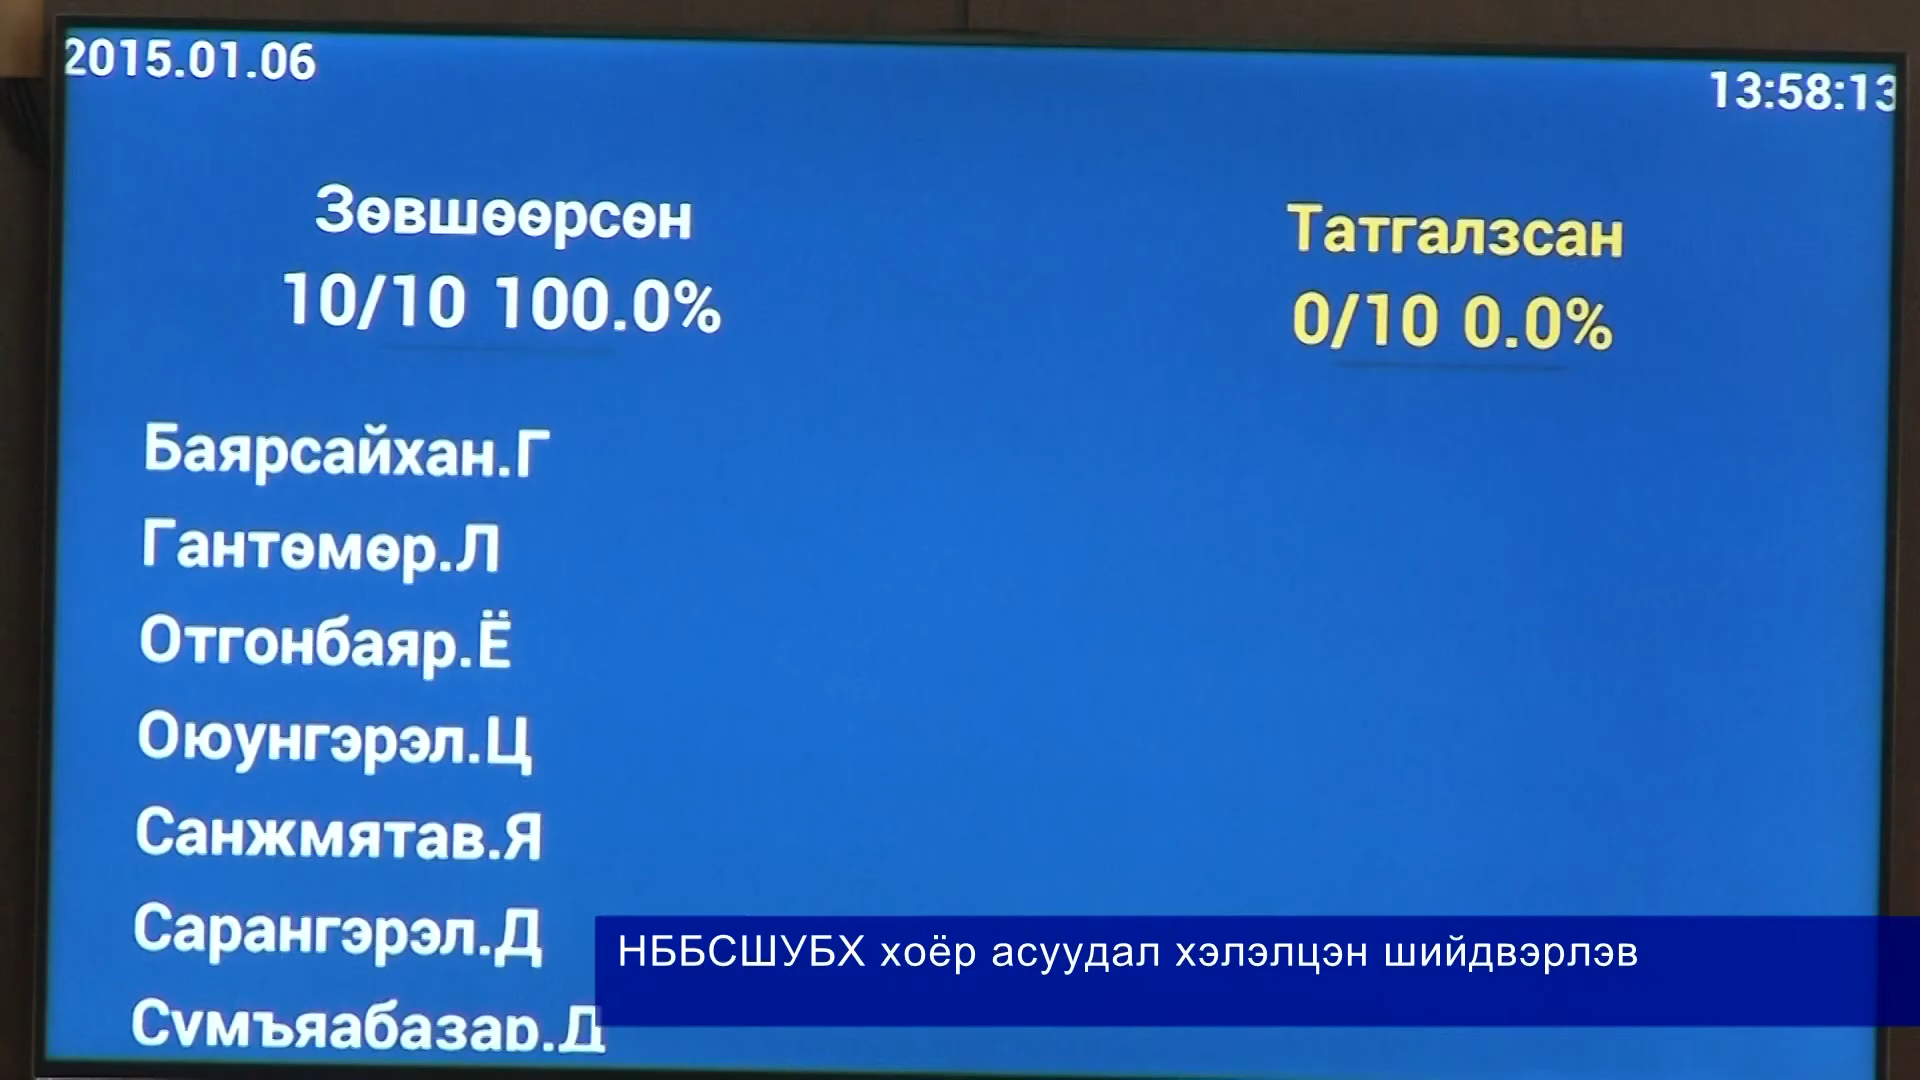 2015.01.06
13:58:13
Зөвшөөрсөн
10/10 100.0%
Татгалзсан
0/10 0.0%
Баярсайхан.Г
Гантөмөр.Л
Отгонбаяр.Ё
Оюунгэрэл.Ц
Санжмятав.Я
Сарангэрэл.Д
Сумъяабазар.Д
НББСШУБХ хоёр асуудал хэлэлцэн шийдвэрлэв